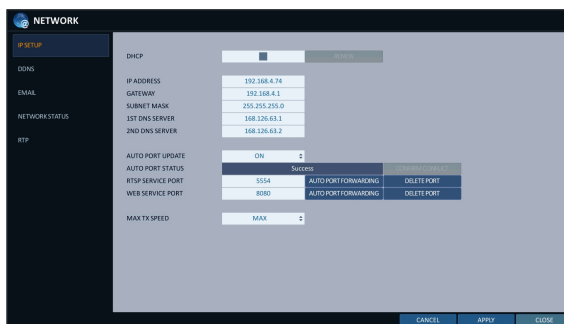 NETWORK
IP SETUP
DDNS
EMAIL
NETWORK STATUS
RTP
DHCP
IP ADDRESS 192.168.4.74
GATEWAY 192.168.4.1
SUBNET MASK 255.255.255.0
1ST DNS SERVER 168.126.63.1
2ND DNS SERVER 168.126.63.2
AUTO PORT UPDATE ON
AUTO PORT STATUS Success
RTSP SERVICE PORT 5554 AUTO PORT FORWARDING DELETE PORT
WEB SERVICE PORT 8080 AUTO PORT FORWARDING DELETE PORT
MAX TX SPEED MAX
CANCEL APPLY CLOSE